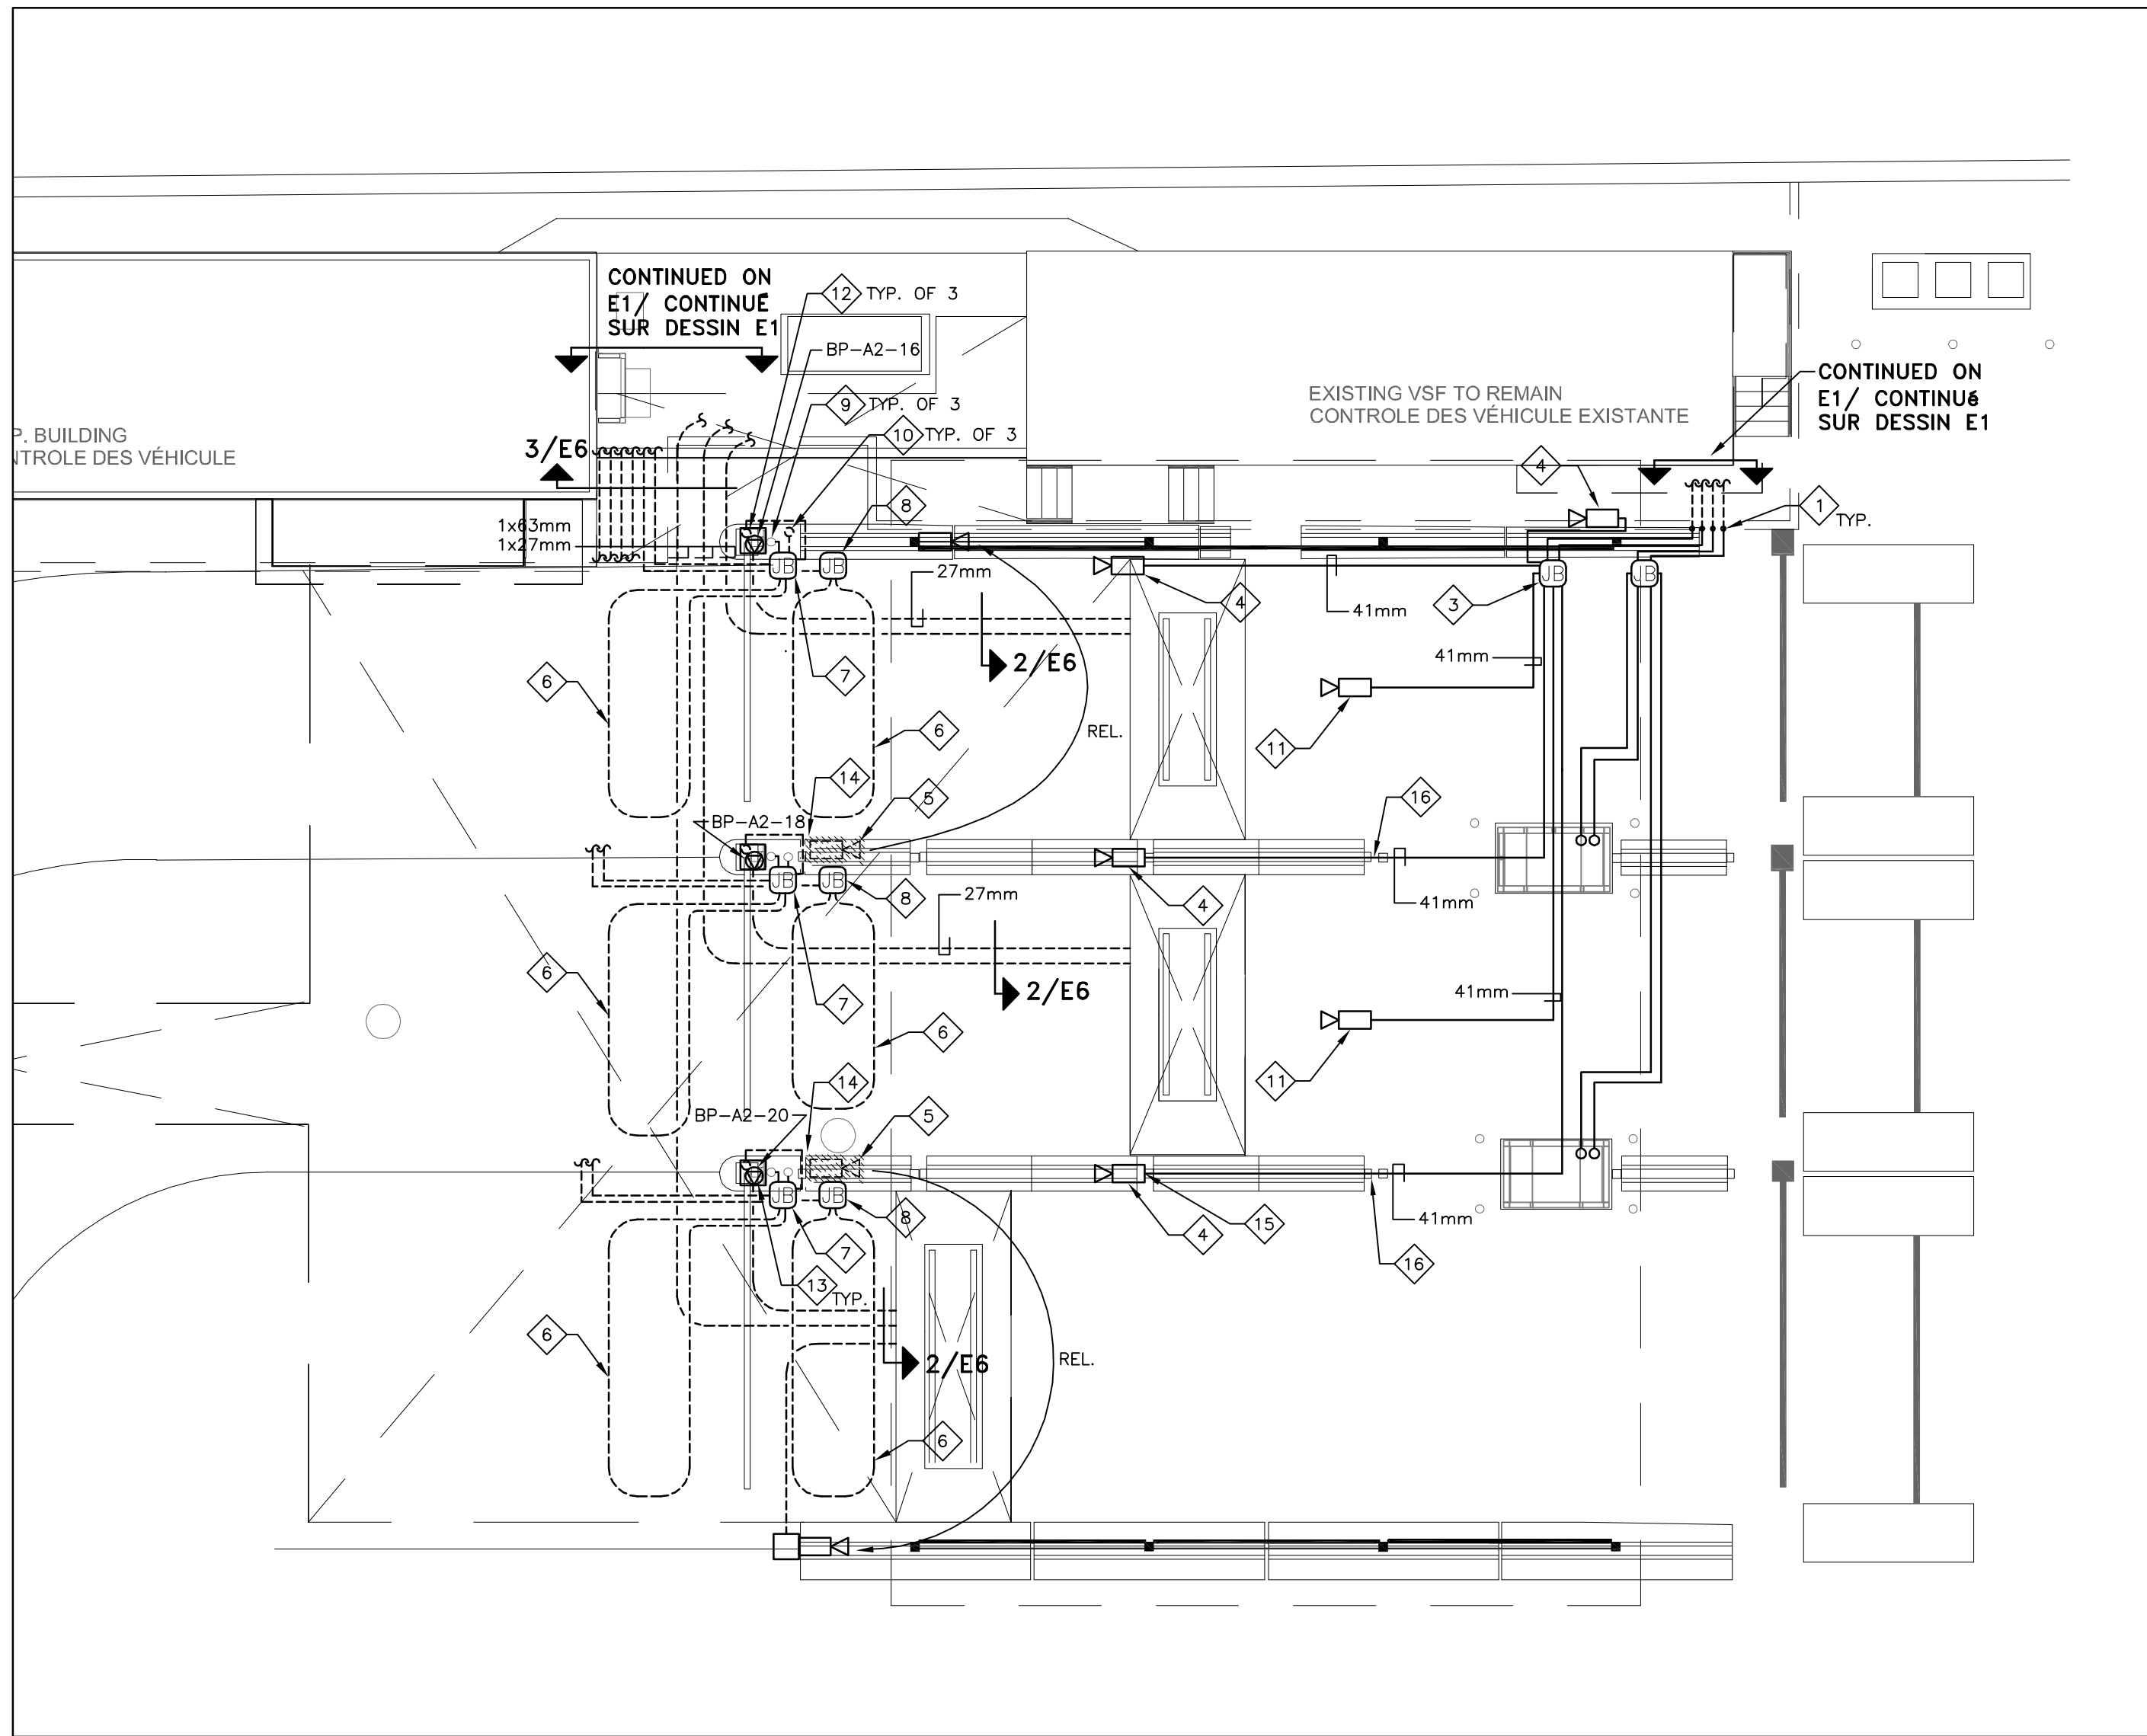 CONTINUED ON
E1/ CONTINUÉ
SUR DESSIN E1
12 TYP. OF 3
BP-A2-16
9 TYP. OF 3
10 TYP. OF 3
EXISTING VSF TO REMAIN
CONTROLE DES VÉHICULE EXISTANTE
CONTINUED ON
E1/ CONTINUé
SUR DESSIN E1
P. BUILDING
NTROLE DES VÉHICULE
3/E6
4
8
1 TYP.
1x63mm
1x27mm
JB
JB
JB
JB
27mm
4
41mm
3
2/E6
41mm
7
6
6
REL.
11
14
5
16
BP-A2-18
JB
JB
8
27mm
4
41mm
6
7
2/E6
41mm
6
11
14
5
BP-A2-20
JB
JB
8
4
15
41mm
7
16
13 TYP.
6
2/E6
REL.
6